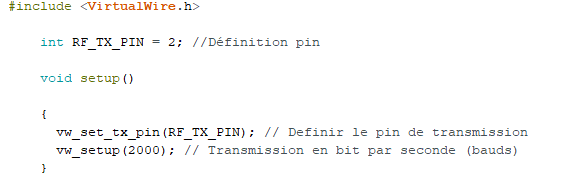 #include <VirtualWire.h>
int RF_TX_PIN = 2; //Définition pin
void setup()
{
vw_set_tx_pin(RF_TX_PIN); // Definir le pin de transmission
vw_setup(2000); // Transmission en bit par seconde (bauds)
}